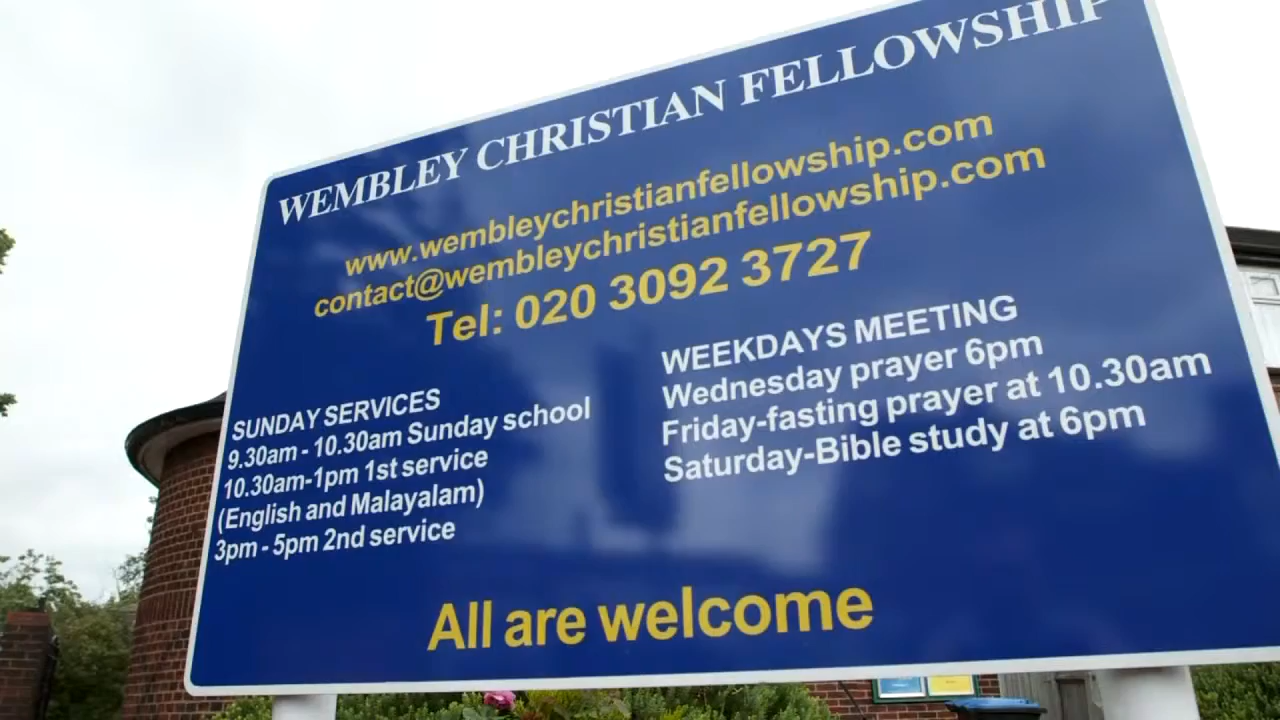 WEMBLEY CHRISTIAN FELLOWSHIP
www.wembleychristianfellowship.com
contact@wembleychristianfellowship.com
Tel: 020 3092 3727
SUNDAY SERVICES
9.30am - 10.30am Sunday school
10.30am-1pm 1st service
(English and Malayalam)
3pm - 5pm 2nd service
WEEKDAYS MEETING
Wednesday prayer 6pm
Friday-fasting prayer at 10.30am
Saturday-Bible study at 6pm
All are welcome